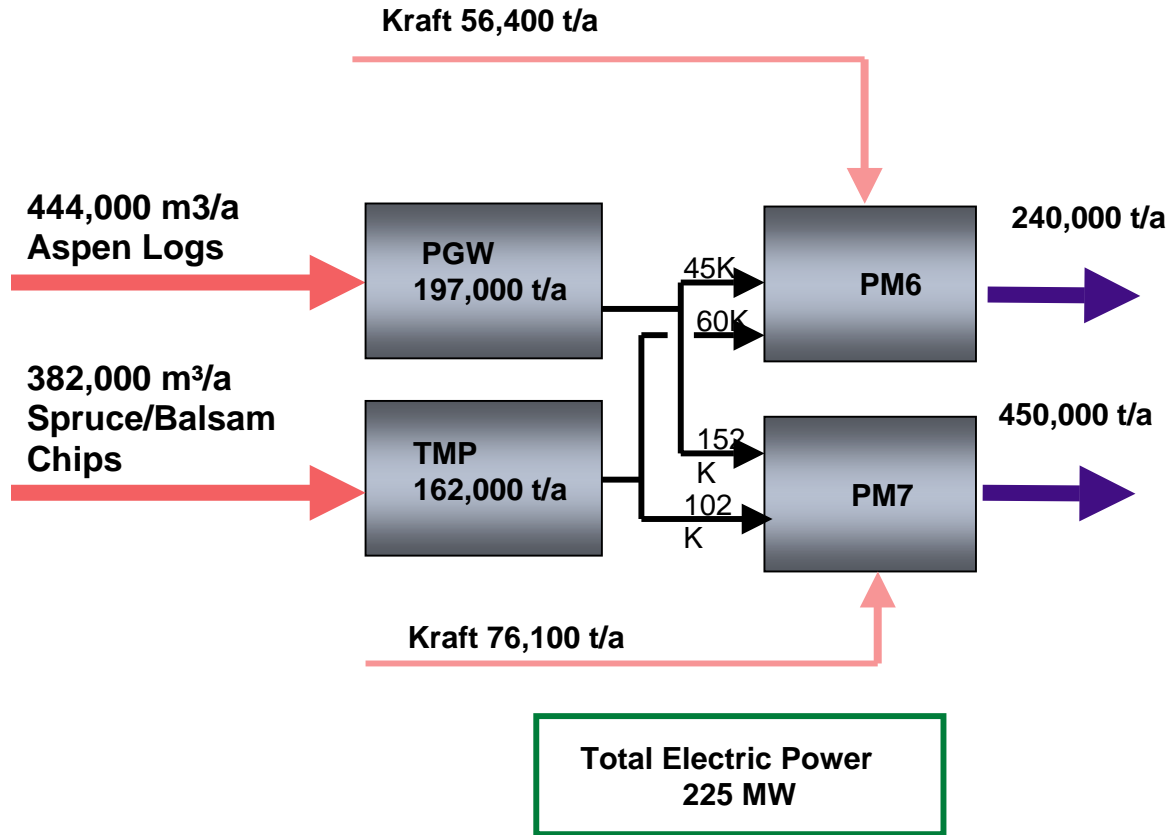 Kraft 56,400 t/a
444,000 m3/a
Aspen Logs
PGW
197,000 t/a
45K
60K
PM6
240,000 t/a
382,000 m³/a
Spruce/Balsam
Chips
TMP
162,000 t/a
152
K
102
K
PM7
450,000 t/a
Kraft 76,100 t/a
Total Electric Power
225 MW